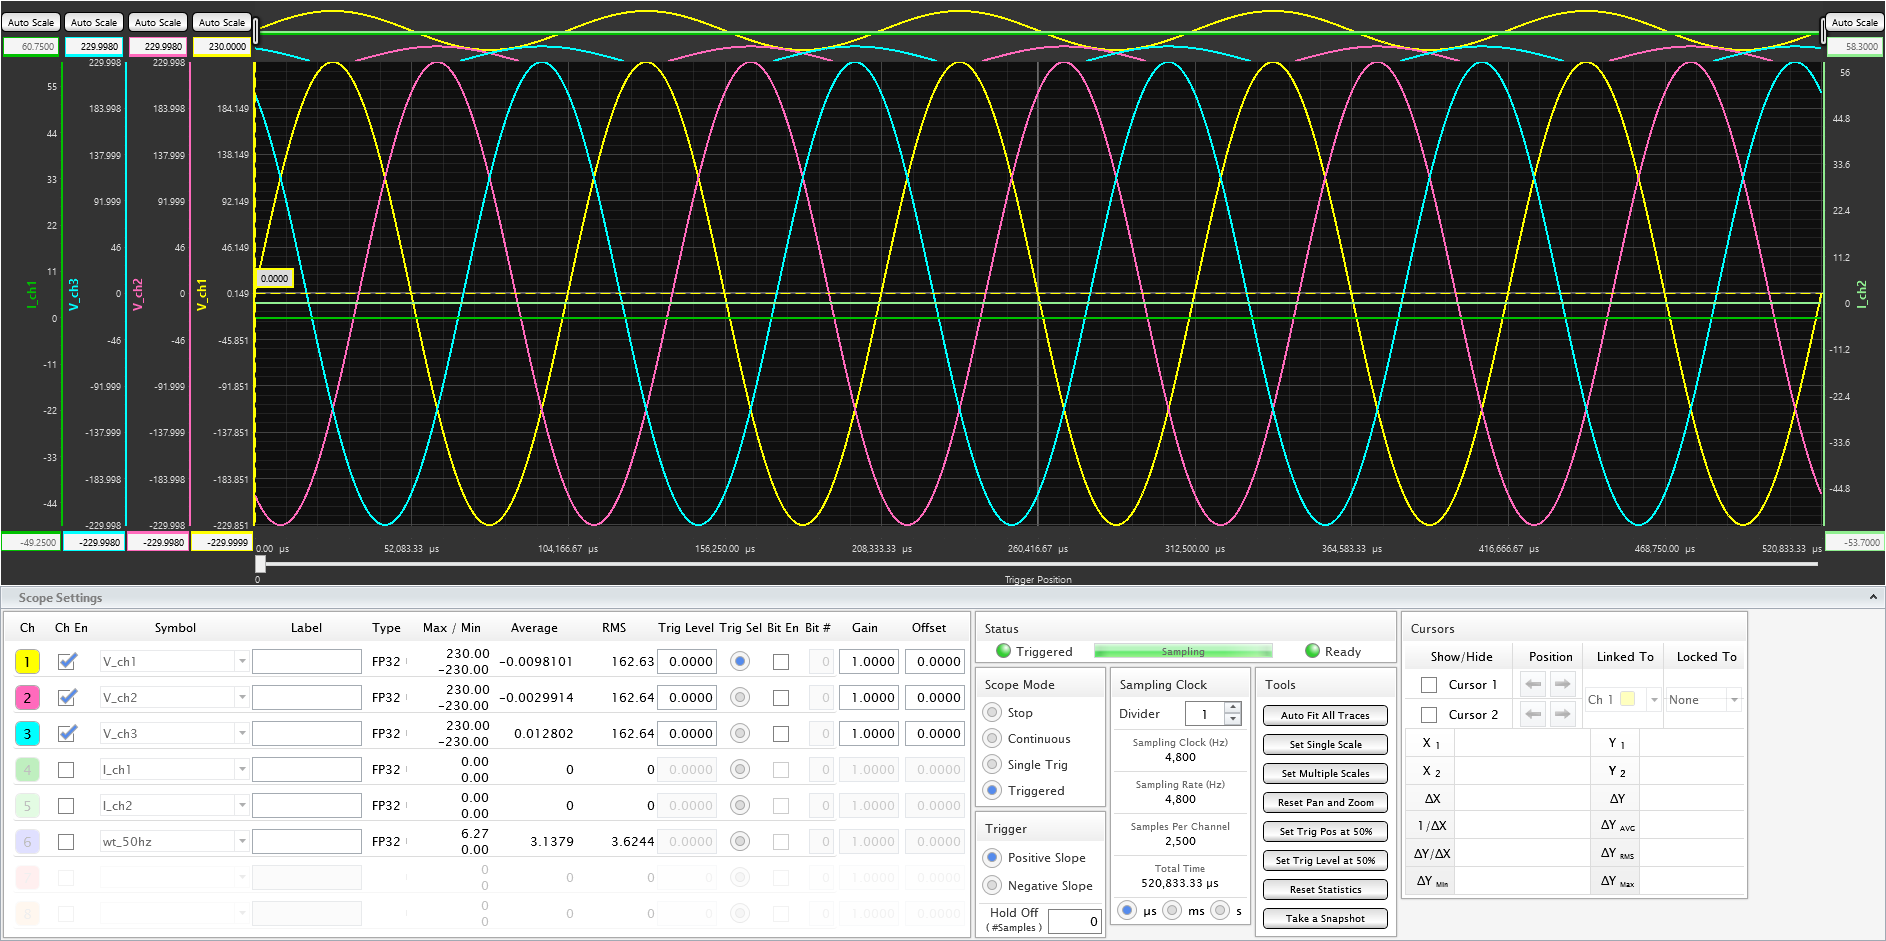 Auto Scale Auto Scale Auto Scale Auto Scale Auto Scale
60.7500 229.9980 229.9980 230.0000 58.3000
229.998 229.998 56
55
183.998 183.998 184.149 44.8
44
137.999 137.999 138.149 33.6
33
91.999 91.999 92.149 22.4
22
46 46 46.149 11.2
11
0.0000
I_ch1 V_ch3 V_ch2 V_ch1 I_ch2
0 0 0.149 0
0
-46 -46 -45.851 -11.2
-11
-91.999 -91.999 -91.851 -22.4
-22
-137.999 -137.999 -137.851 -33.6
-33
-183.998 -183.998 -183.851 -44.8
-44
-229.998 -229.998 -229.851
-49.2500 -229.9980 -229.9980 -229.9999 -53.7000
0.00 µs 52,083.33 µs 104,166.67 µs 156,250.00 µs 208,333.33 µs 260,416.67 µs 312,500.00 µs 364,583.33 µs 416,666.67 µs 468,750.00 µs 520,833.33 µs
0 Trigger Position
Scope Settings
Ch Ch En Symbol Label Type Max / Min Average RMS Trig Level Trig Sel Bit En Bit # Gain Offset
1 V_ch1 FP32 230.00 -0.0098101 162.63 0.0000 0 1.0000 0.0000
-230.00
2 V_ch2 FP32 230.00 -0.0029914 162.64 0.0000 0 1.0000 0.0000
-230.00
3 V_ch3 FP32 230.00 0.012802 162.64 0.0000 0 1.0000 0.0000
-230.00
4 I_ch1 FP32 0.00 0 0 0.0000 0 1.0000 0.0000
0.00
5 I_ch2 FP32 0.00 0 0 0.0000 0 1.0000 0.0000
0.00
6 wt_50hz FP32 6.27 3.1379 3.6244 0.0000 0 1.0000 0.0000
0.00
0 0 0 0.0000 0 1.0000 0.0000
0
8 0 0 0 0.0000 0 1.0000 0.0000
0
Status
Triggered Sampling Ready
Scope Mode
Stop
Continuous
Single Trig
Triggered
Trigger
Positive Slope
Negative Slope
Hold Off
( #Samples ) 0
Sampling Clock
Divider 1
Sampling Clock (Hz)
4,800
Sampling Rate (Hz)
4,800
Samples Per Channel
2,500
Total Time
520,833.33 µs
µs ms s
Tools
Auto Fit All Traces
Set Single Scale
Set Multiple Scales
Reset Pan and Zoom
Set Trig Pos at 50%
Set Trig Level at 50%
Reset Statistics
Take a Snapshot
Cursors
Show/Hide Position Linked To Locked To
Cursor 1
Ch 1 None
Cursor 2
X 1 Y 1
X 2 Y 2
ΔX ΔY
1/ΔX ΔY AVG
ΔY/ΔX ΔY RMS
ΔY Min ΔY Max